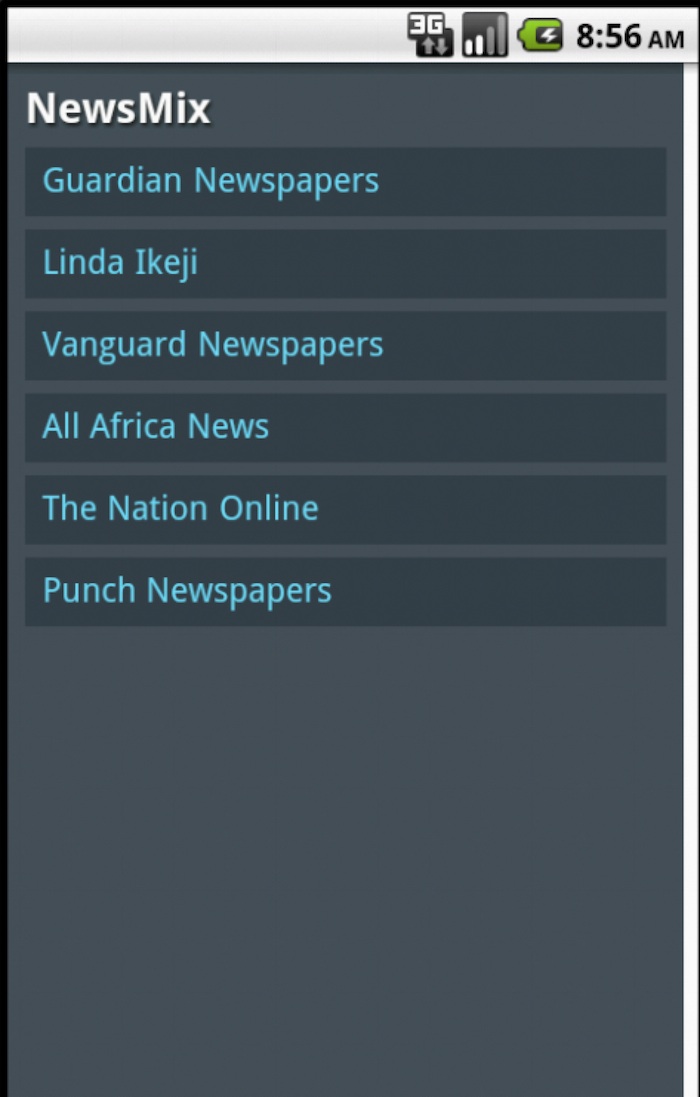 3G
8:56 AM
NewsMix
Guardian Newspapers
Linda Ikeji
Vanguard Newspapers
All Africa News
The Nation Online
Punch Newspapers